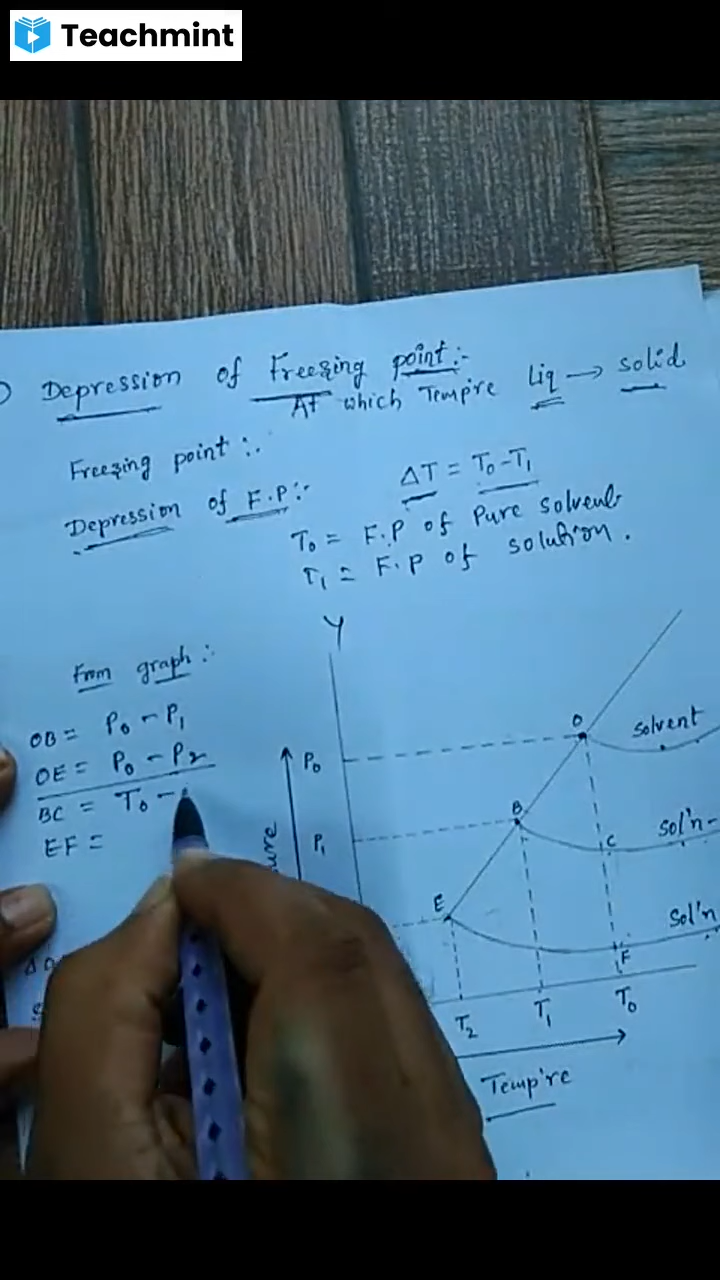 Teachmint
Depression of Freezing point :-
At which Temp're Liq → solid
Freezing point :.
Depression of F.P :-
ΔT = T₀-T₁
T₀ = F.P of Pure solvent
T₁ = F.P of solution.
From graph :.
OB = P₀ - P₁
OE = P₀ - P₂
BC = T₀ -
EF =
Y
P₀
P₁
O
B
C
E
F
solvent
Sol'n -
Sol'n
T₂
T₁
T₀
Temp're